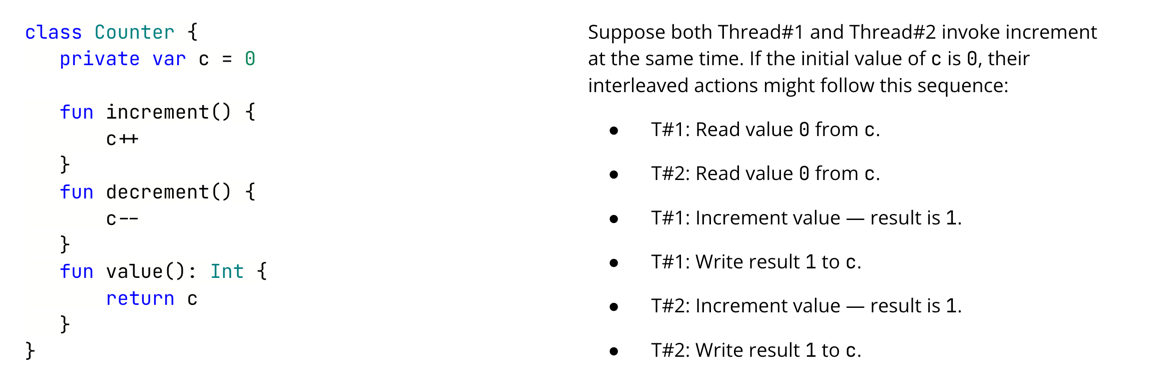 class Counter {
    private var c = 0

    fun increment() {
        c++
    }
    fun decrement() {
        c--
    }
    fun value(): Int {
        return c
    }
}
Suppose both Thread#1 and Thread#2 invoke increment
at the same time. If the initial value of c is 0, their
interleaved actions might follow this sequence:
● T#1: Read value 0 from c.
● T#2: Read value 0 from c.
● T#1: Increment value — result is 1.
● T#1: Write result 1 to c.
● T#2: Increment value — result is 1.
● T#2: Write result 1 to c.